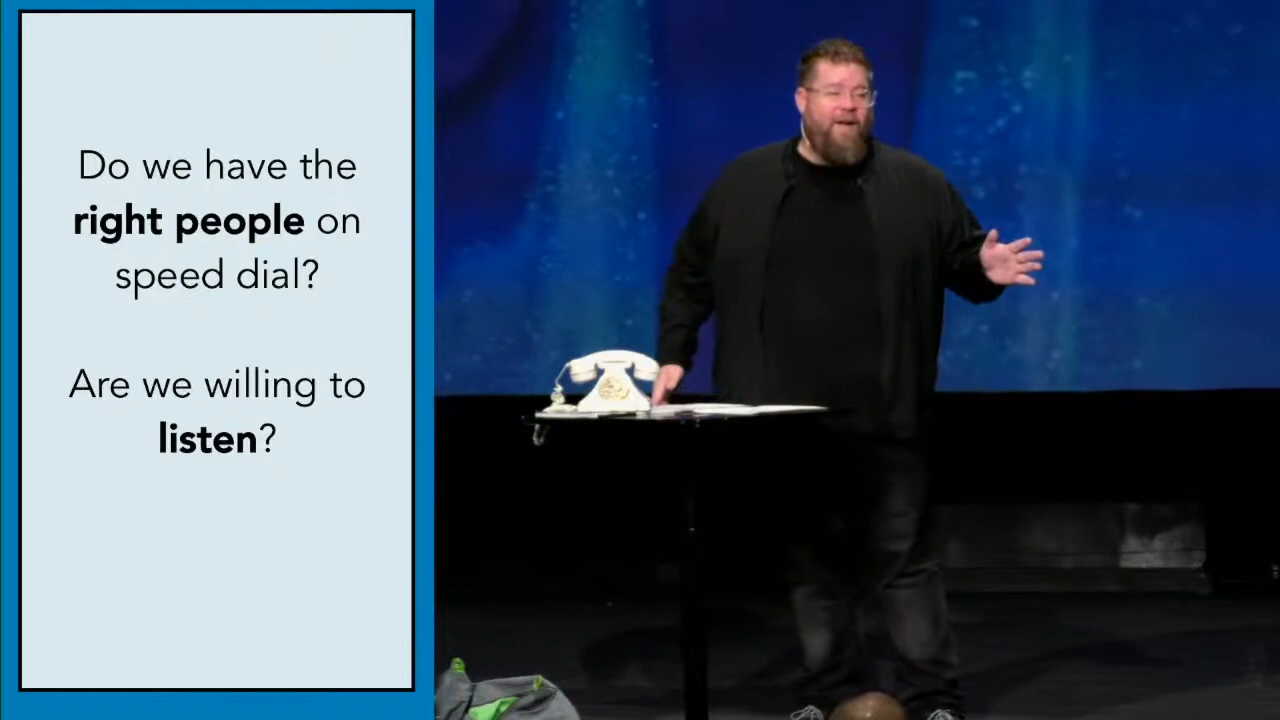 Do we have the
right people on
speed dial?
Are we willing to
listen?